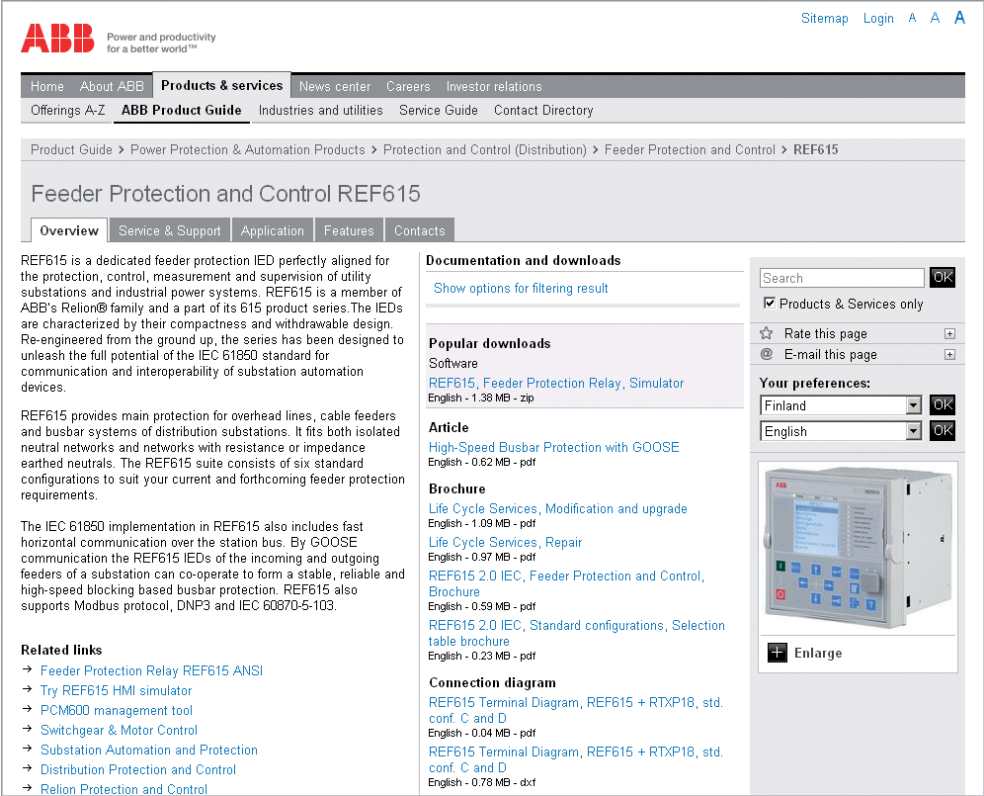 Sitemap Login A A A
ABB
Power and productivity
for a better world™
Home About ABB Products & services News center Careers Investor relations
Offerings A-Z ABB Product Guide Industries and utilities Service Guide Contact Directory
Product Guide > Power Protection & Automation Products > Protection and Control (Distribution) > Feeder Protection and Control > REF615
Feeder Protection and Control REF615
Overview Service & Support Application Features Contacts
REF615 is a dedicated feeder protection IED perfectly aligned for
the protection, control, measurement and supervision of utility
substations and industrial power systems. REF615 is a member of
ABB's Relion® family and a part of its 615 product series.The IEDs
are characterized by their compactness and withdrawable design.
Re-engineered from the ground up, the series has been designed to
unleash the full potential of the IEC 61850 standard for
communication and interoperability of substation automation
devices.
REF615 provides main protection for overhead lines, cable feeders
and busbar systems of distribution substations. It fits both isolated
neutral networks and networks with resistance or impedance
earthed neutrals. The REF615 suite consists of six standard
configurations to suit your current and forthcoming feeder protection
requirements.
The IEC 61850 implementation in REF615 also includes fast
horizontal communication over the station bus. By GOOSE
communication the REF615 IEDs of the incoming and outgoing
feeders of a substation can co-operate to form a stable, reliable and
high-speed blocking based busbar protection. REF615 also
supports Modbus protocol, DNP3 and IEC 60870-5-103.
Related links
→ Feeder Protection Relay REF615 ANSI
→ Try REF615 HMI simulator
→ PCM600 management tool
→ Switchgear & Motor Control
→ Substation Automation and Protection
→ Distribution Protection and Control
→ Relion Protection and Control
Documentation and downloads
Show options for filtering result
Popular downloads
Software
REF615, Feeder Protection Relay, Simulator
English - 1.38 MB - zip
Article
High-Speed Busbar Protection with GOOSE
English - 0.62 MB - pdf
Brochure
Life Cycle Services, Modification and upgrade
English - 1.09 MB - pdf
Life Cycle Services, Repair
English - 0.97 MB - pdf
REF615 2.0 IEC, Feeder Protection and Control,
Brochure
English - 0.59 MB - pdf
REF615 2.0 IEC, Standard configurations, Selection
table brochure
English - 0.23 MB - pdf
Connection diagram
REF615 Terminal Diagram, REF615 + RTXP18, std.
conf. C and D
English - 0.04 MB - pdf
REF615 Terminal Diagram, REF615 + RTXP18, std.
conf. C and D
English - 0.78 MB - dxf
Search OK
Products & Services only
Rate this page
@ E-mail this page
Your preferences:
Finland OK
English OK
ABB
REF615
Enlarge